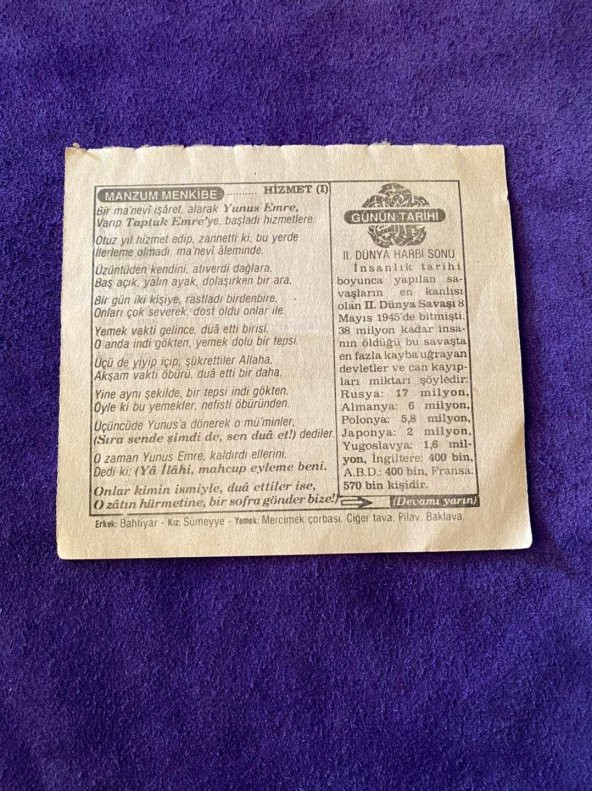 MANZUM MENKIBE .......... HİZMET (I)
Bir ma'nevî işâret, alarak Yunus Emre,
Varıp Taptuk Emre'ye, başladı hizmetlere.
Otuz yıl hizmet edip, zannetti ki, bu yerde
İlerleme olmadı ma'nevî âleminde.
Üzüntüden kendini, atıverdi dağlara,
Baş açık, yalın ayak, dolaşırken bir ara,
Bir gün iki kişiye, rastladı birdenbire,
Onları çok severek, dost oldu onlar ile.
Yemek vakti gelince, duâ etti birisi.
O anda indi gökten, yemek dolu bir tepsi.
Üçü de yiyip içip, şükrettiler Allaha,
Akşam vakti öbürü, duâ etti bir daha.
Yine aynı şekilde, bir tepsi indi gökten,
Öyle ki bu yemekler, nefisti öbüründen.
Üçüncüde Yunus'a dönerek o mü'minler,
(Sıra sende şimdi de, sen duâ et!) dediler.
O zaman Yunus Emre, kaldırdı ellerini,
Dedi ki; (Yâ İlâhi, mahcup eyleme beni.
Onlar kimin ismiyle, duâ ettiler ise,
O zâtın hürmetine, bir sofra gönder bize!)
(Devamı yarın)
GÜNÜN TARİHİ
II. DÜNYA HARBİ SONU
İnsanlık tarihi
boyunca yapılan sa-
vaşların en kanlısı
olan II. Dünya Savaşı 8
Mayıs 1945'de bitmişti.
38 milyon kadar insa-
nın öldüğü bu savaşta
en fazla kayba uğrayan
devletler ve can kayıp-
ları miktarı şöyledir:
Rusya: 17 milyon,
Almanya: 6 milyon,
Polonya: 5,8 milyon,
Japonya: 2 milyon,
Yugoslavya: 1,6 mil-
yon, İngiltere: 400 bin,
A.B.D.: 400 bin, Fransa:
570 bin kişidir.
Erkek: Bahtiyar - Kız: Sümeyye - Yemek: Mercimek çorbası, Ciğer tava, Pilav, Baklava.